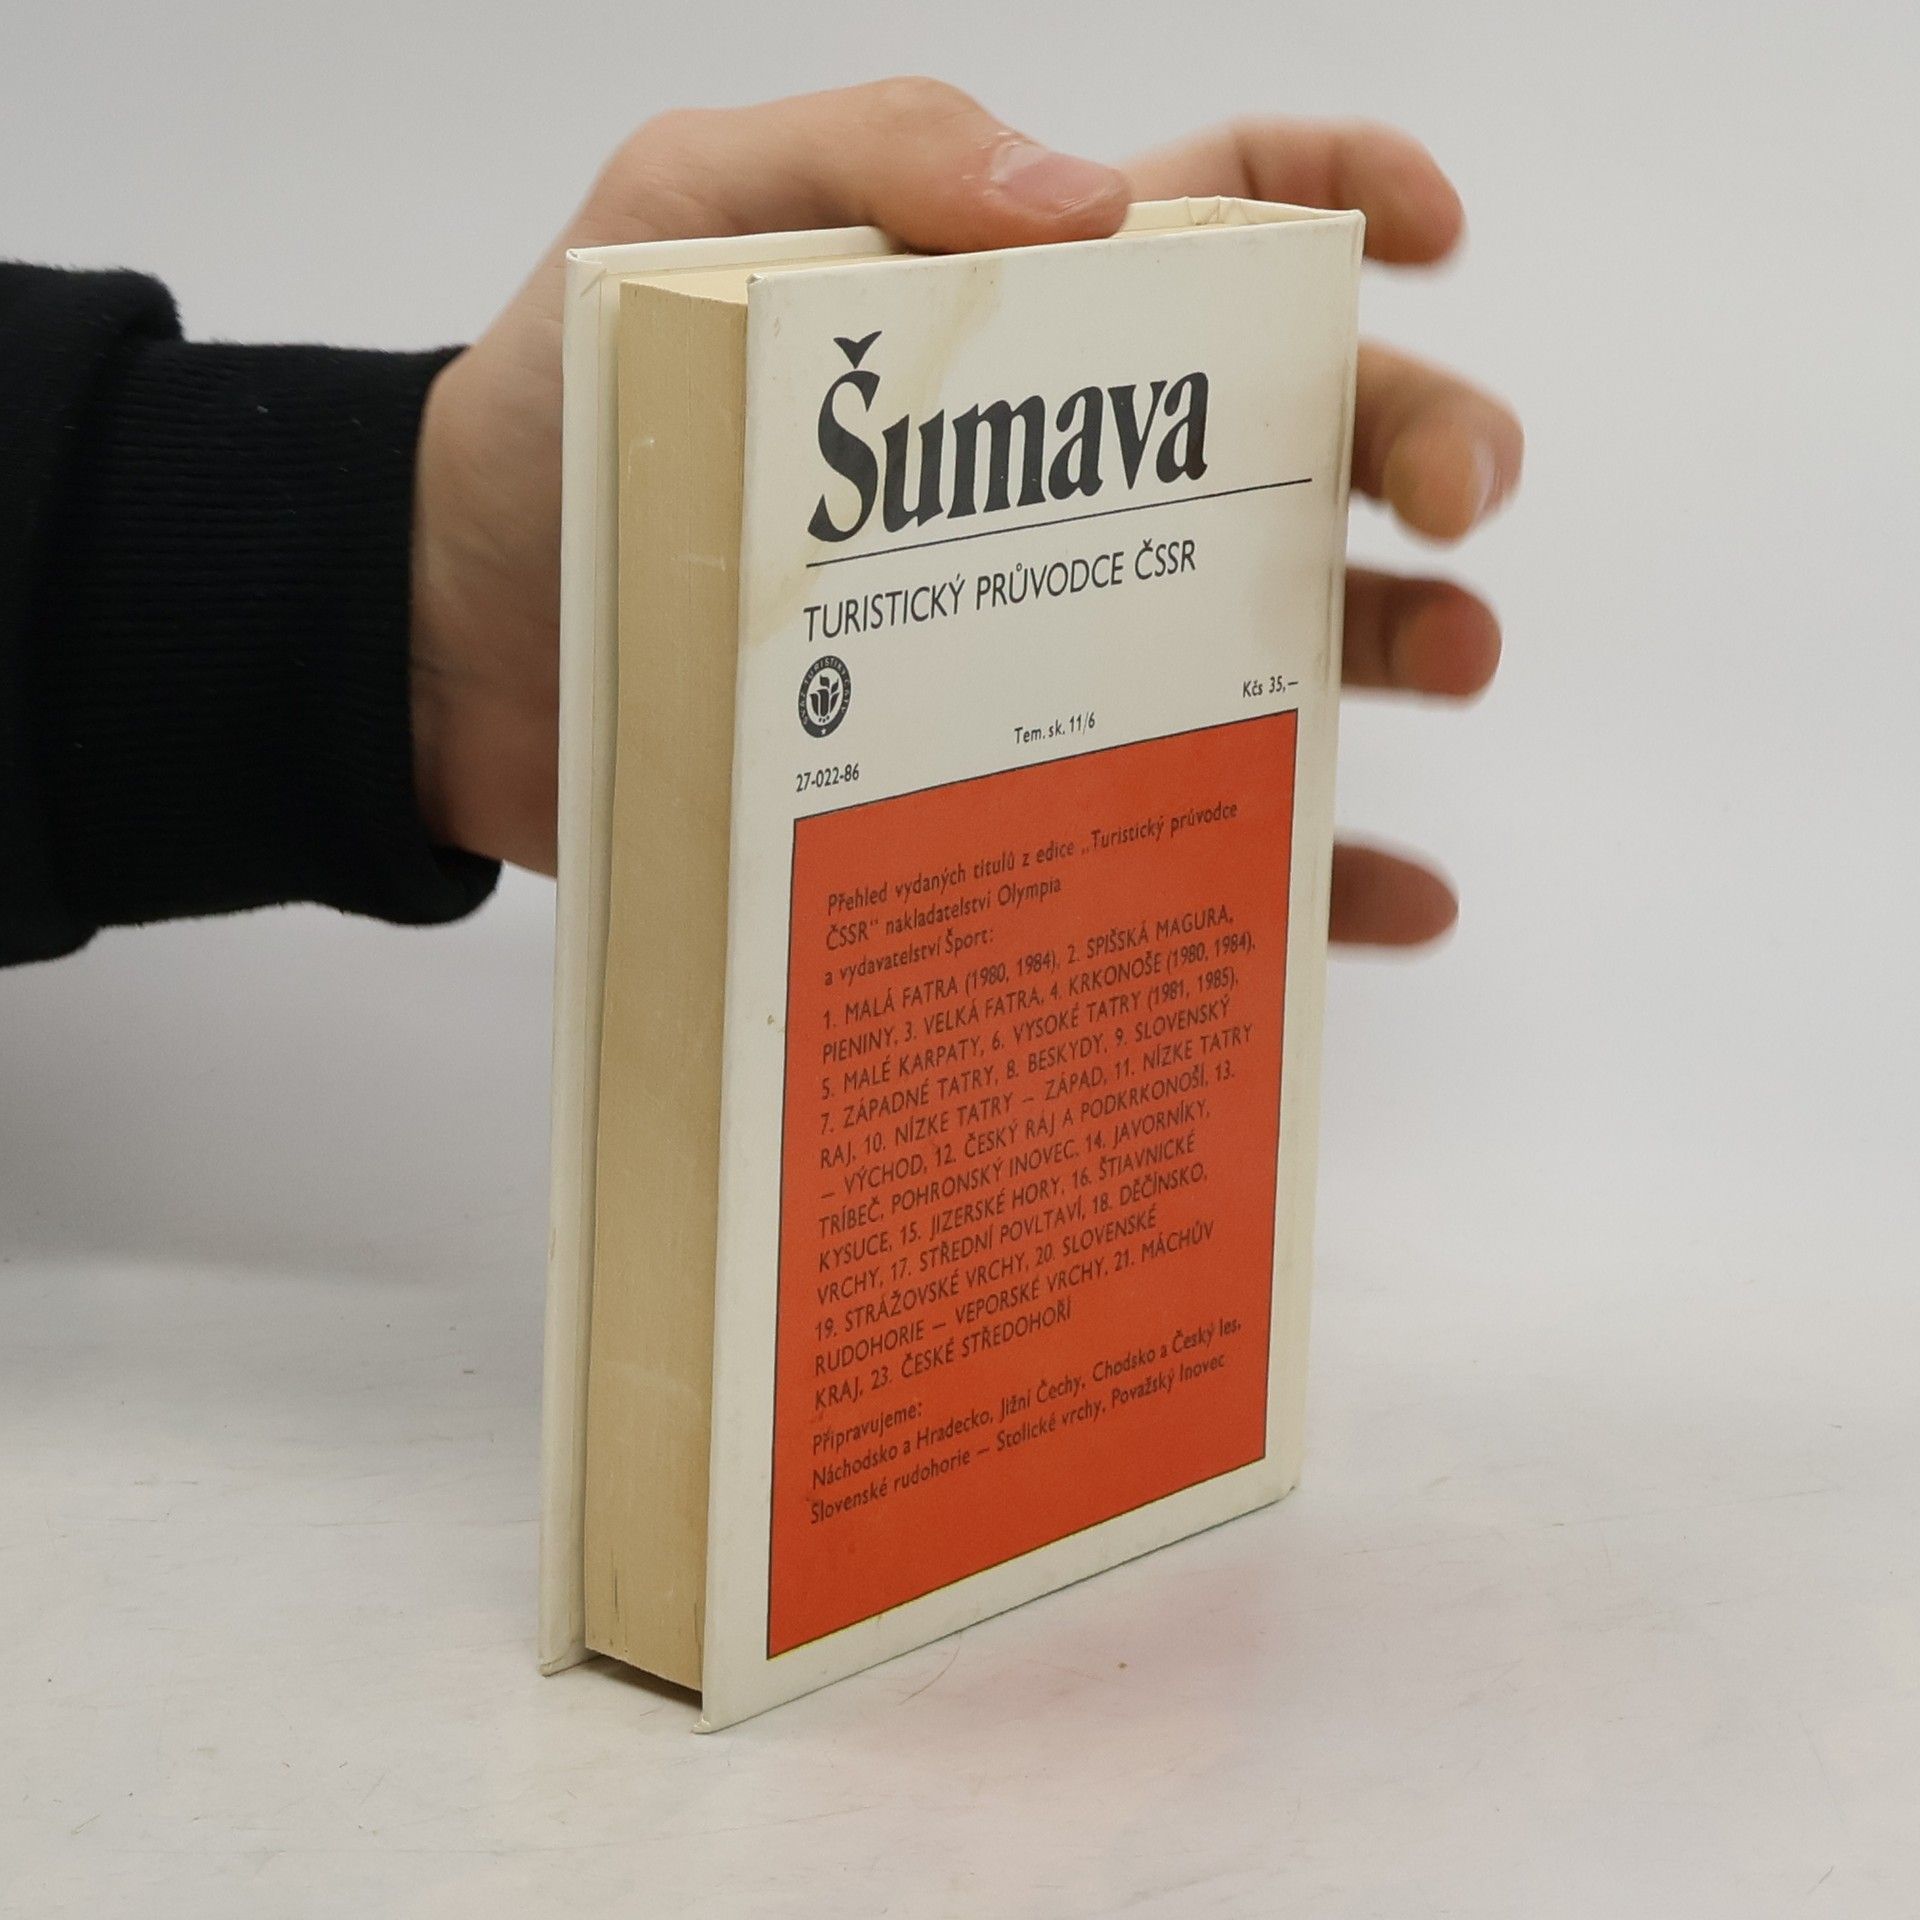 Šumava
TURISTICKÝ PRŮVODCE ČSSR
Kčs 35,—
Tem. sk. 11/6
27-022-86
Přehled vydaných titulů z edice „Turistický průvodce
ČSSR“ nakladatelství Olympia
a vydavatelství Šport:
1. MALÁ FATRA (1980, 1984), 2. SPIŠSKÁ MAGURA,
PIENINY, 3. VELKÁ FATRA, 4. KRKONOŠE (1980, 1984),
5. MALÉ KARPATY, 6. VYSOKÉ TATRY (1981, 1985),
7. ZÁPADNÉ TATRY, 8. BESKYDY, 9. SLOVENSKÝ
RAJ, 10. NÍZKE TATRY — ZÁPAD, 11. NÍZKE TATRY
— VÝCHOD, 12. ČESKÝ RAJ A PODKRKONOŠÍ, 13.
TRÍBEČ, POHRONSKÝ INOVEC, 14. JAVORNÍKY,
KYSUCE, 15. JIZERSKÉ HORY, 16. ŠTIAVNICKÉ
VRCHY, 17. STŘEDNÍ POVLTAVÍ, 18. DĚČÍNSKO,
19. STRÁŽOVSKÉ VRCHY, 20. SLOVENSKÉ
RUDOHORIE — VEPORSKÉ VRCHY, 21. MÁCHŮV
KRAJ, 23. ČESKÉ STŘEDOHOŘÍ
Připravujeme:
Náchodsko a Hradecko, Jižní Čechy, Chodsko a Český les,
Slovenské rudohorie — Stolické vrchy, Považský Inovec